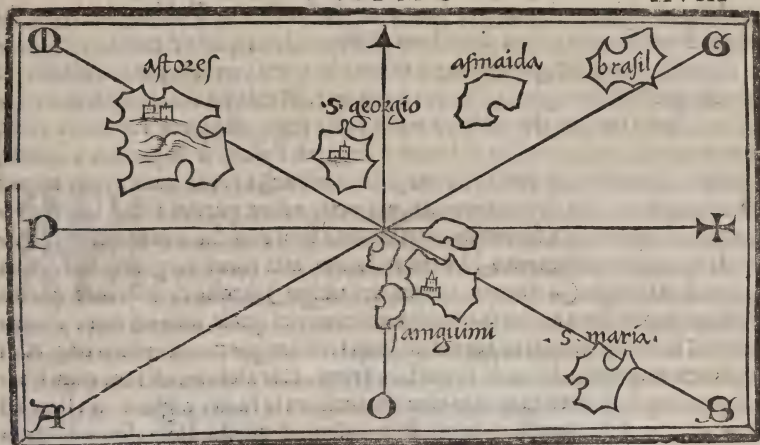 M
G
astores
asmaida
brasil
s. georgio
P
samguimi
· s. maria ·
A
O
S